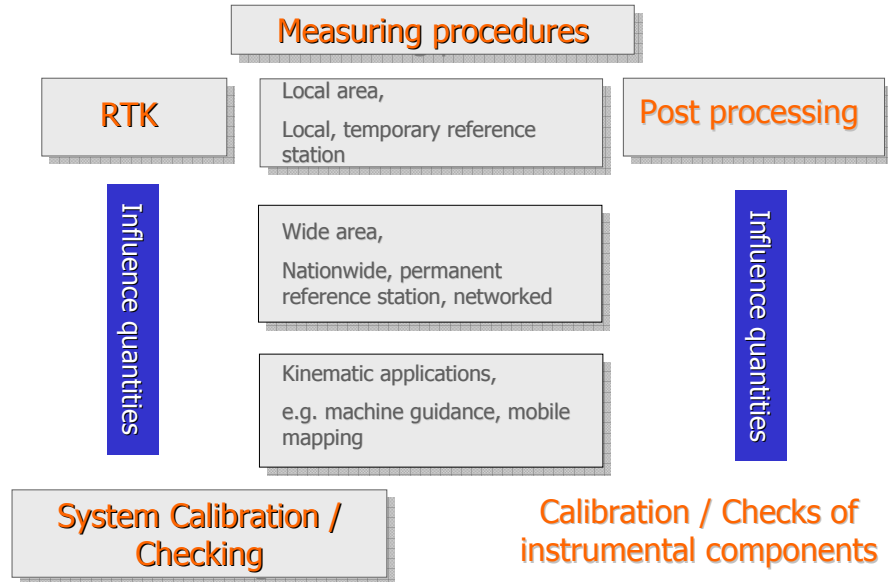 Measuring procedures
RTK
Local area,
Local, temporary reference
station
Post processing
Influence quantities
Wide area,
Nationwide, permanent
reference station, networked
Influence quantities
Kinematic applications,
e.g. machine guidance, mobile
mapping
System Calibration /
Checking
Calibration / Checks of
instrumental components